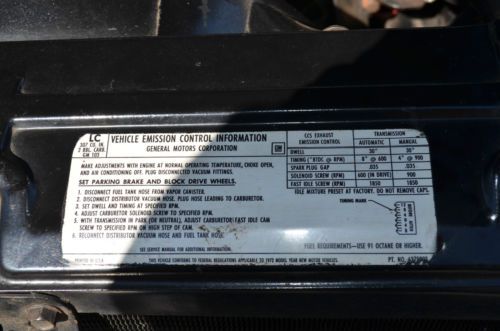 LC
307 CU. IN.
2 BBL. CARB.
GM 103
VEHICLE EMISSION CONTROL INFORMATION
GENERAL MOTORS CORPORATION
GM
MAKE ADJUSTMENTS WITH ENGINE AT NORMAL OPERATING TEMPERATURE, CHOKE OPEN,
AND AIR CONDITIONING OFF. PLUG DISCONNECTED VACUUM FITTINGS.
SET PARKING BRAKE AND BLOCK DRIVE WHEELS.
1. DISCONNECT FUEL TANK HOSE FROM VAPOR CANISTER.
2. DISCONNECT DISTRIBUTOR VACUUM HOSE. PLUG HOSE LEADING TO CARBURETOR.
3. SET DWELL AND TIMING AT SPECIFIED RPM.
4. ADJUST CARBURETOR SOLENOID SCREW TO SPECIFIED RPM.
5. WITH TRANSMISSION IN PARK (OR NEUTRAL), ADJUST CARBURETOR FAST IDLE CAM
SCREW TO SPECIFIED RPM ON HIGH STEP OF CAM.
6. RECONNECT DISTRIBUTOR VACUUM HOSE AND FUEL TANK HOSE.
SEE SERVICE MANUAL FOR ADDITIONAL INFORMATION.
CCS EXHAUST EMISSION CONTROL TRANSMISSION
AUTOMATIC MANUAL
DWELL 30° 30°
TIMING (°BTDC @ RPM) 8° @ 600 4° @ 900
SPARK PLUG GAP .035 .035
SOLENOID SCREW (RPM) 600 (IN DRIVE) 900
FAST IDLE SCREW (RPM) 1850 1850
IDLE MIXTURE PRESET AT FACTORY. DO NOT REMOVE CAPS.
TIMING MARK
FUEL REQUIREMENTS—USE 91 OCTANE OR HIGHER.
PRINTED IN U.S.A. THIS VEHICLE CONFORMS TO FEDERAL REGULATIONS APPLICABLE TO 1972 MODEL YEAR NEW MOTOR VEHICLES. PT. NO.